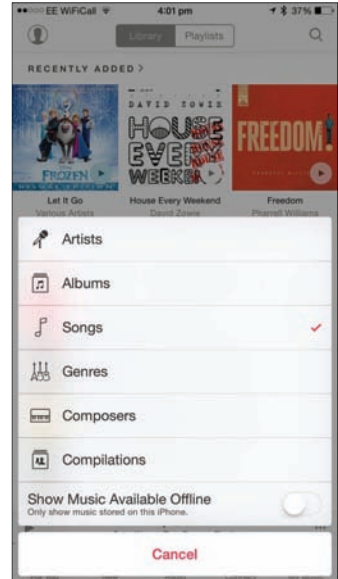 EE WiFiCall 4:01 pm 37%
Library Playlists
RECENTLY ADDED >
DAVID ZOWIE
HOUSE
EVERY
WEEKEND
FREEDOM!
FROZEN
Let It Go House Every Weekend Freedom
Various Artists David Zowie Pharrell Williams
Artists
Albums
Songs
Genres
Composers
Compilations
Show Music Available Offline
Only show music stored on this iPhone.
Cancel